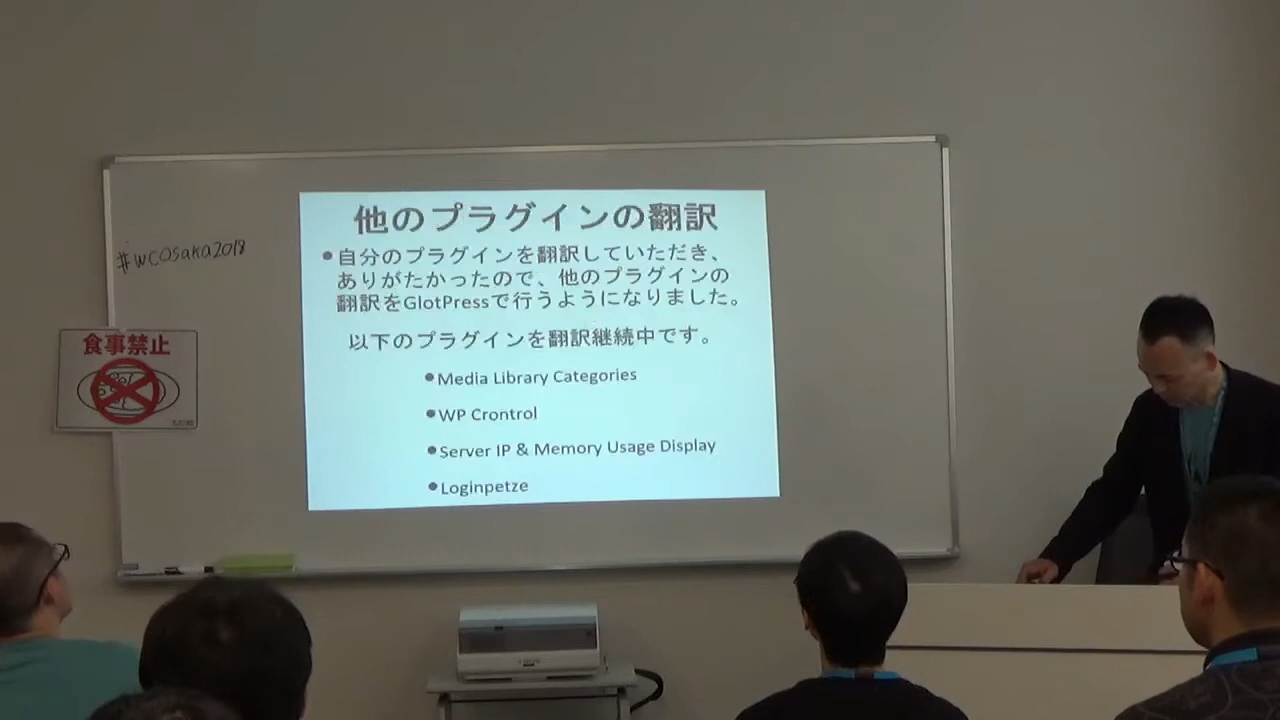 他のプラグインの翻訳
●自分のプラグインを翻訳していただき、
ありがたかったので、他のプラグインの
翻訳をGlotPressで行うようになりました。
以下のプラグインを翻訳継続中です。
●Media Library Categories
●WP Crontrol
●Server IP & Memory Usage Display
●Loginpetze
#wcosaka2018
食事禁止